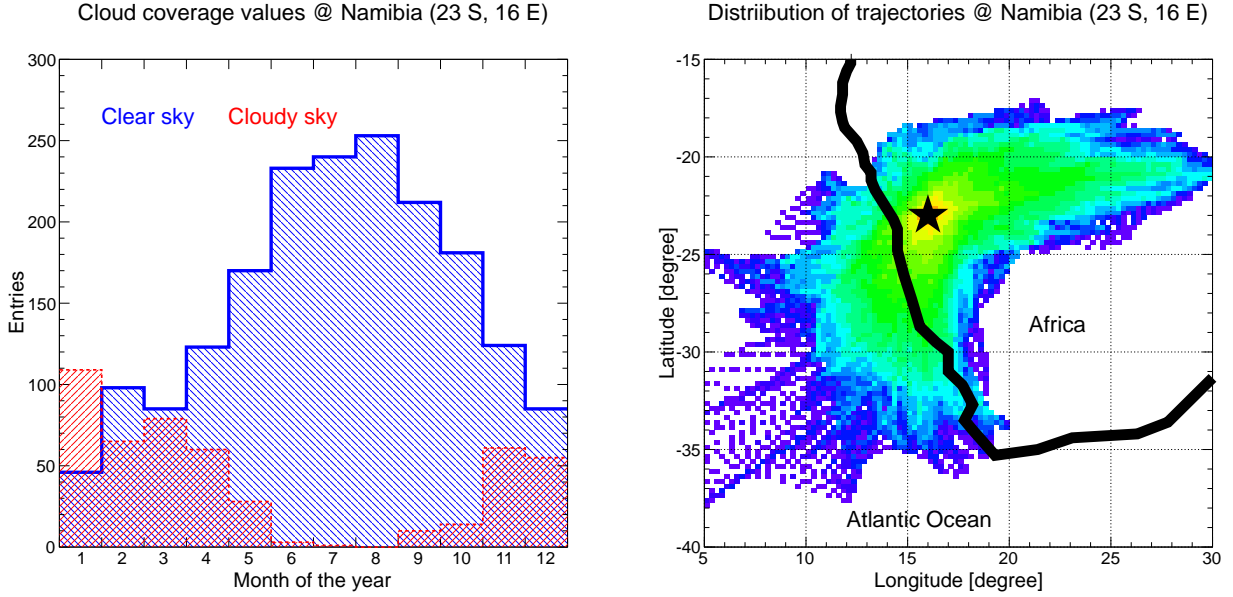 Cloud coverage values @ Namibia (23 S, 16 E)
Entries
300
250
200
150
100
50
0
Clear sky
Cloudy sky
1 2 3 4 5 6 7 8 9 10 11 12
Month of the year
Distriibution of trajectories @ Namibia (23 S, 16 E)
Latitude [degree]
-15
-20
-25
-30
-35
-40
Africa
Atlantic Ocean
5 10 15 20 25 30
Longitude [degree]